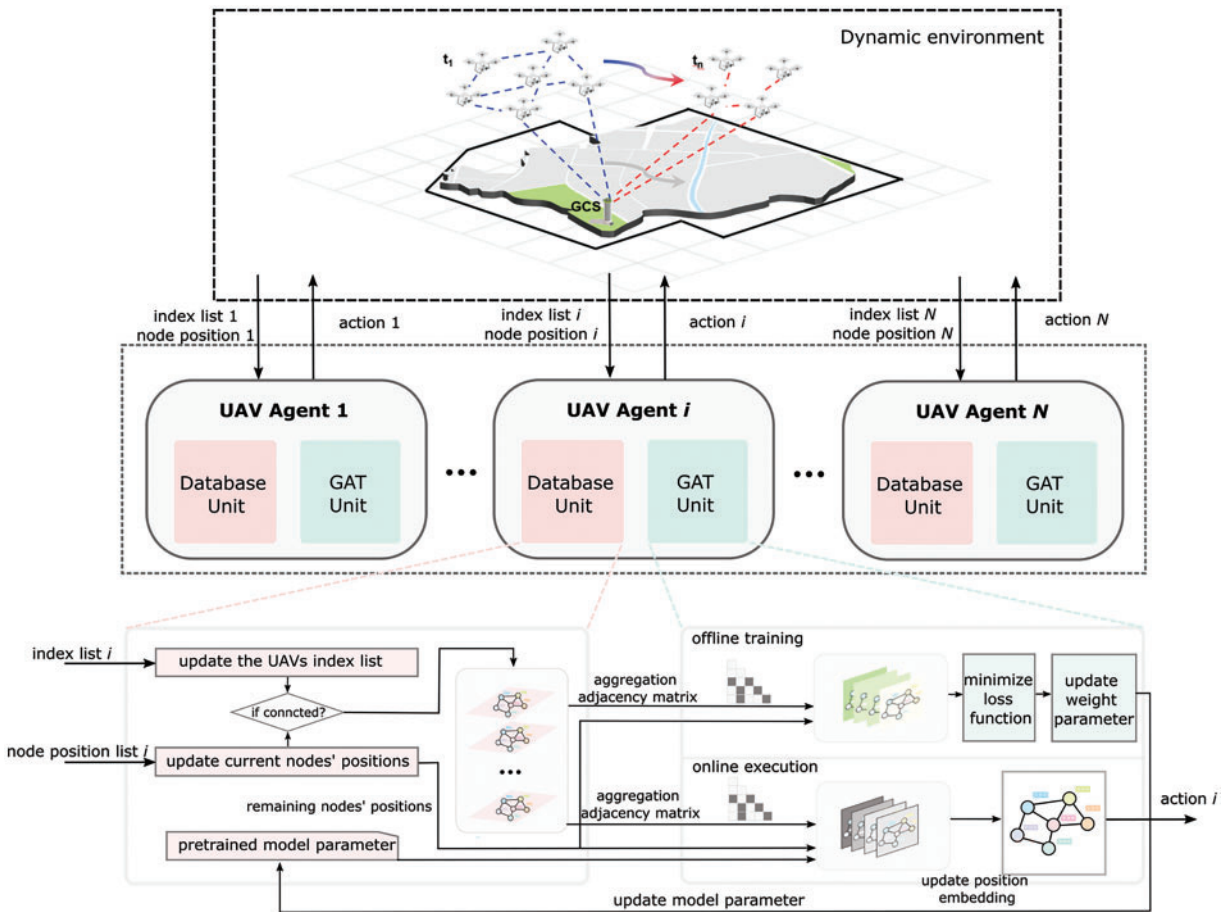 Dynamic environment
t1
tn
GCS
index list 1
node position 1
action 1
index list i
node position i
action i
index list N
node position N
action N
UAV Agent 1
Database
Unit
GAT
Unit
•••
UAV Agent i
Database
Unit
GAT
Unit
•••
UAV Agent N
Database
Unit
GAT
Unit
index list i
update the UAVs index list
if conncted?
node position list i
update current nodes' positions
remaining nodes' positions
pretrained model parameter
•••
aggregation
adjacency matrix
aggregation
adjacency matrix
offline training
minimize
loss
function
update
weight
parameter
online execution
action i
update position
embedding
update model parameter